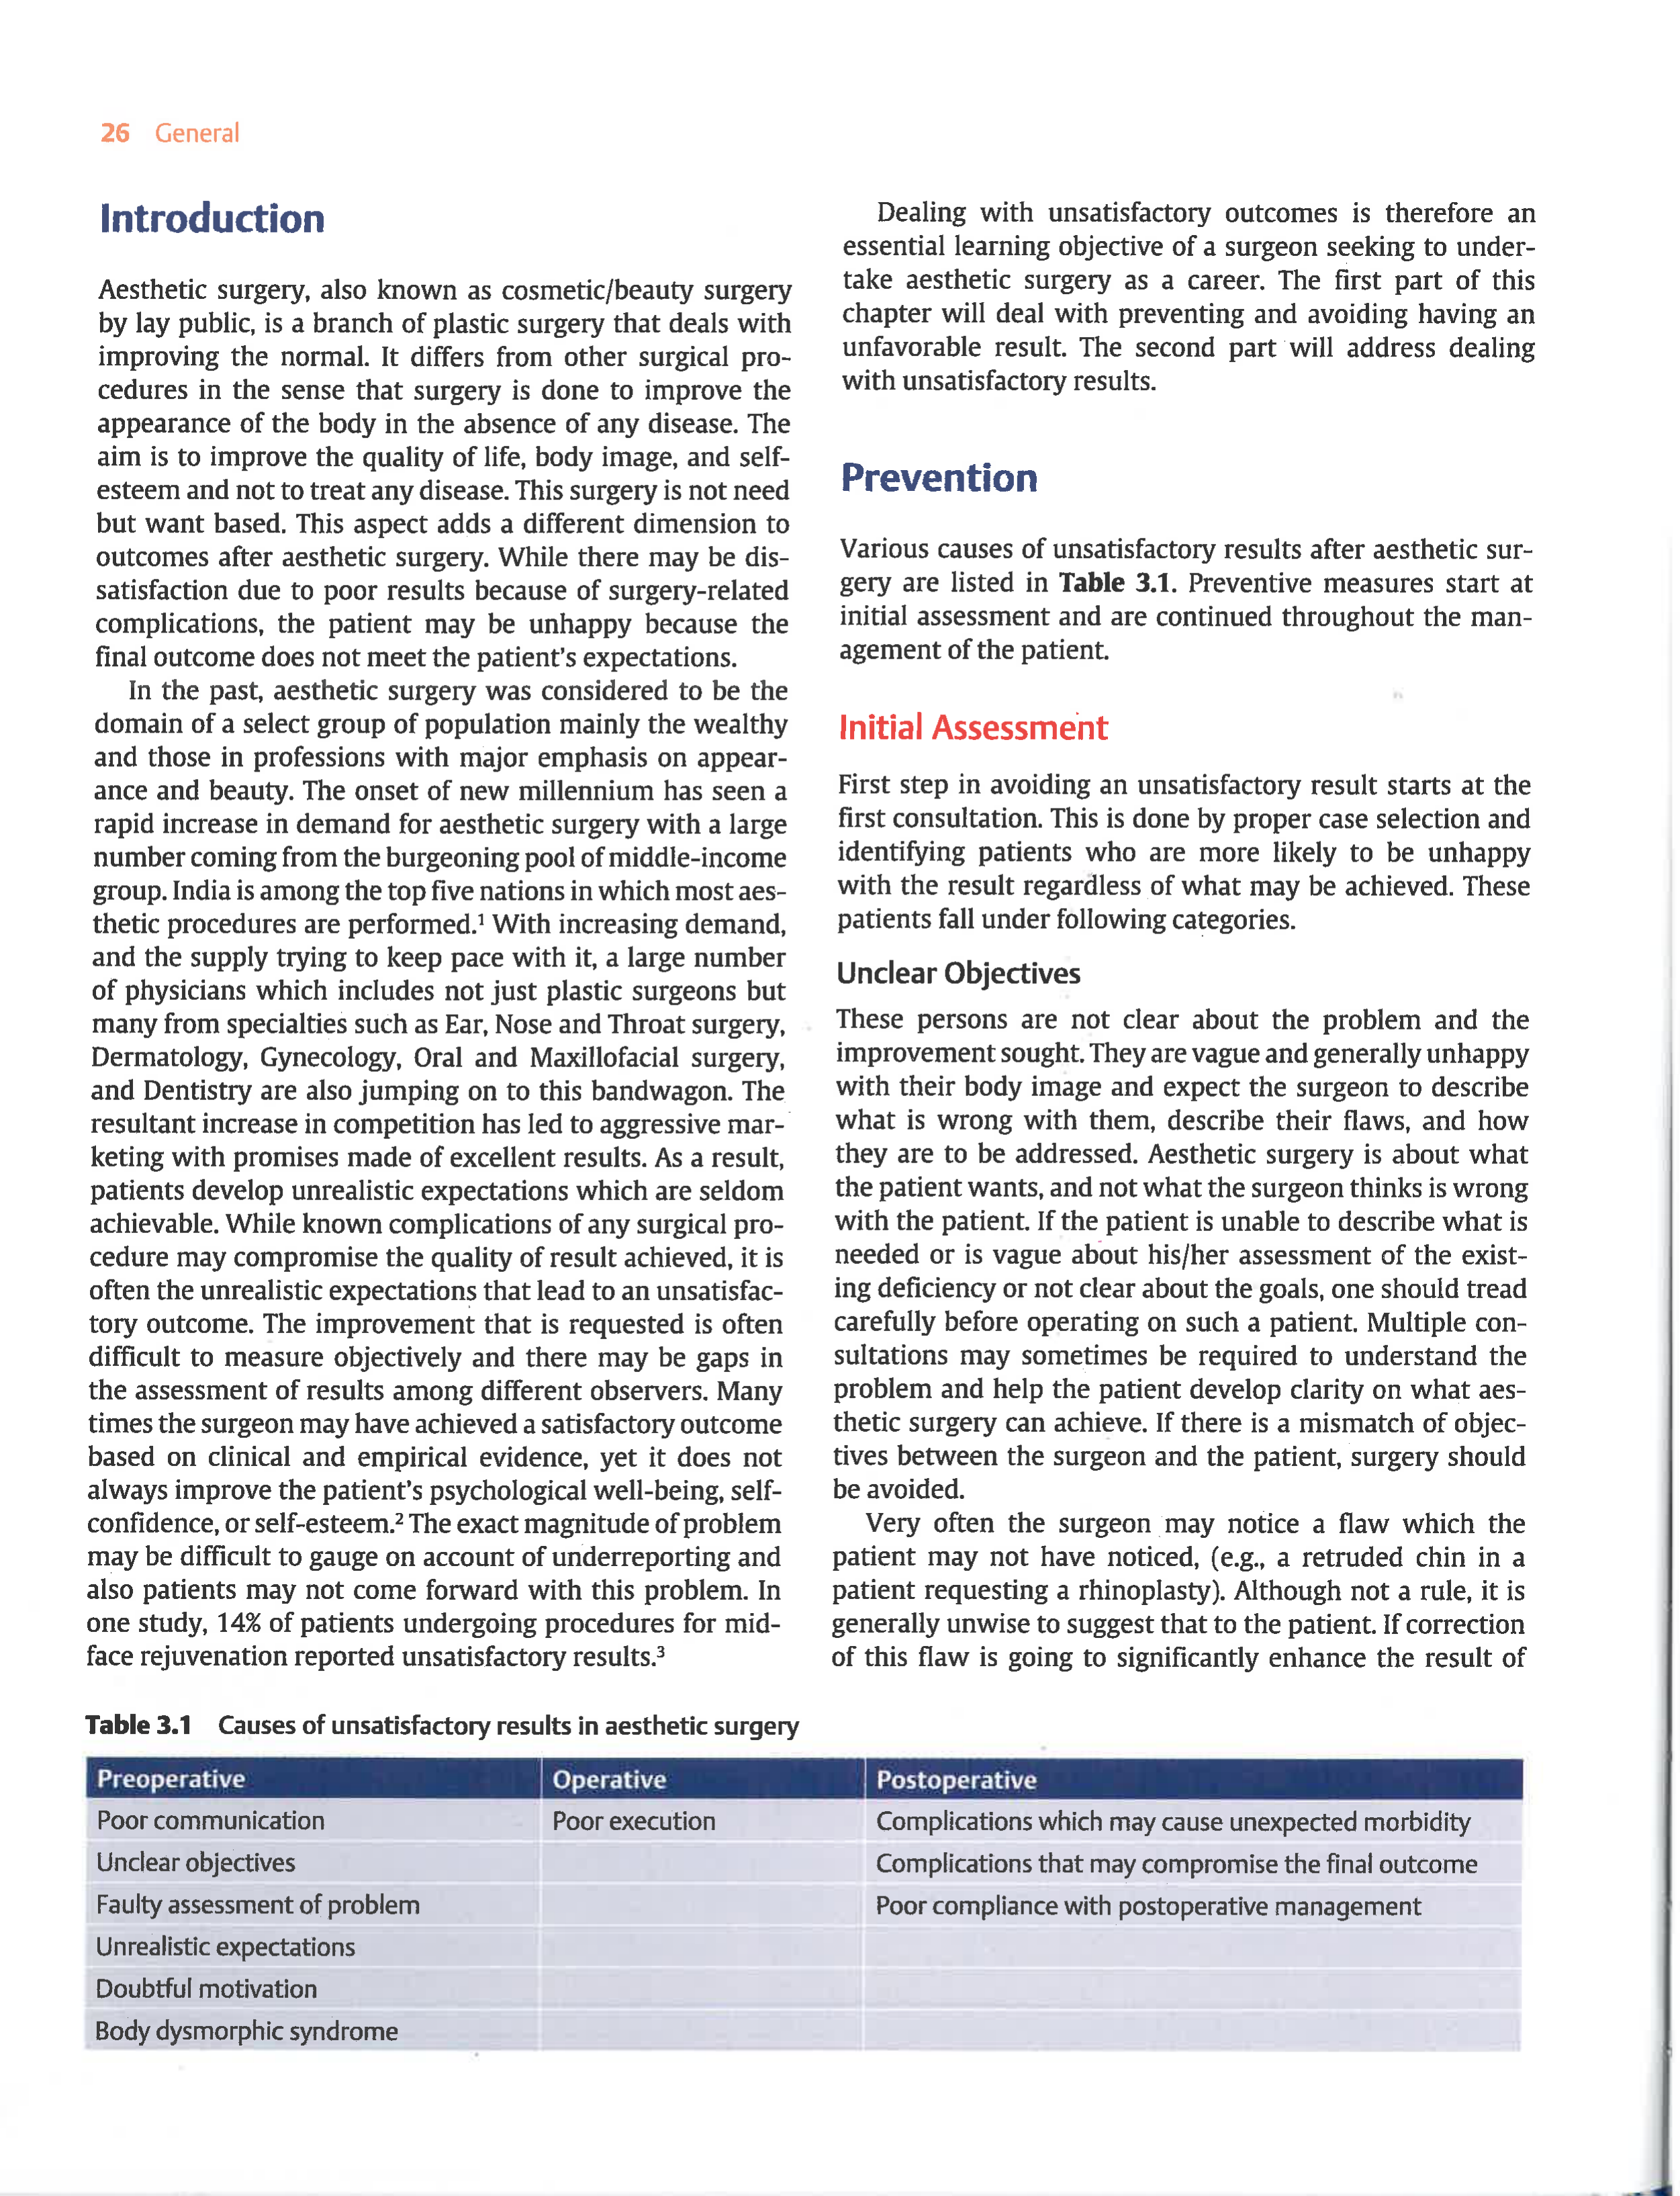 26 General
Introduction
Aesthetic surgery, also known as cosmetic/beauty surgery
by lay public, is a branch of plastic surgery that deals with
improving the normal. It differs from other surgical pro-
cedures in the sense that surgery is done to improve the
appearance of the body in the absence of any disease. The
aim is to improve the quality of life, body image, and self-
esteem and not to treat any disease. This surgery is not need
but want based. This aspect adds a different dimension to
outcomes after aesthetic surgery. While there may be dis-
satisfaction due to poor results because of surgery-related
complications, the patient may be unhappy because the
final outcome does not meet the patient's expectations.
In the past, aesthetic surgery was considered to be the
domain of a select group of population mainly the wealthy
and those in professions with major emphasis on appear-
ance and beauty. The onset of new millennium has seen a
rapid increase in demand for aesthetic surgery with a large
number coming from the burgeoning pool of middle-income
group. India is among the top five nations in which most aes-
thetic procedures are performed.¹ With increasing demand,
and the supply trying to keep pace with it, a large number
of physicians which includes not just plastic surgeons but
many from specialties such as Ear, Nose and Throat surgery,
Dermatology, Gynecology, Oral and Maxillofacial surgery,
and Dentistry are also jumping on to this bandwagon. The
resultant increase in competition has led to aggressive mar-
keting with promises made of excellent results. As a result,
patients develop unrealistic expectations which are seldom
achievable. While known complications of any surgical pro-
cedure may compromise the quality of result achieved, it is
often the unrealistic expectations that lead to an unsatisfac-
tory outcome. The improvement that is requested is often
difficult to measure objectively and there may be gaps in
the assessment of results among different observers. Many
times the surgeon may have achieved a satisfactory outcome
based on clinical and empirical evidence, yet it does not
always improve the patient's psychological well-being, self-
confidence, or self-esteem.² The exact magnitude of problem
may be difficult to gauge on account of underreporting and
also patients may not come forward with this problem. In
one study, 14% of patients undergoing procedures for mid-
face rejuvenation reported unsatisfactory results.³
Dealing with unsatisfactory outcomes is therefore an
essential learning objective of a surgeon seeking to under-
take aesthetic surgery as a career. The first part of this
chapter will deal with preventing and avoiding having an
unfavorable result. The second part will address dealing
with unsatisfactory results.
Prevention
Various causes of unsatisfactory results after aesthetic sur-
gery are listed in Table 3.1. Preventive measures start at
initial assessment and are continued throughout the man-
agement of the patient.
Initial Assessment
First step in avoiding an unsatisfactory result starts at the
first consultation. This is done by proper case selection and
identifying patients who are more likely to be unhappy
with the result regardless of what may be achieved. These
patients fall under following categories.
Unclear Objectives
These persons are not clear about the problem and the
improvement sought. They are vague and generally unhappy
with their body image and expect the surgeon to describe
what is wrong with them, describe their flaws, and how
they are to be addressed. Aesthetic surgery is about what
the patient wants, and not what the surgeon thinks is wrong
with the patient. If the patient is unable to describe what is
needed or is vague about his/her assessment of the exist-
ing deficiency or not clear about the goals, one should tread
carefully before operating on such a patient. Multiple con-
sultations may sometimes be required to understand the
problem and help the patient develop clarity on what aes-
thetic surgery can achieve. If there is a mismatch of objec-
tives between the surgeon and the patient, surgery should
be avoided.
Very often the surgeon may notice a flaw which the
patient may not have noticed, (e.g., a retruded chin in a
patient requesting a rhinoplasty). Although not a rule, it is
generally unwise to suggest that to the patient. If correction
of this flaw is going to significantly enhance the result of
Table 3.1 Causes of unsatisfactory results in aesthetic surgery
Preoperative Operative Postoperative
Poor communication Poor execution Complications which may cause unexpected morbidity
Unclear objectives Complications that may compromise the final outcome
Faulty assessment of problem Poor compliance with postoperative management
Unrealistic expectations
Doubtful motivation
Body dysmorphic syndrome